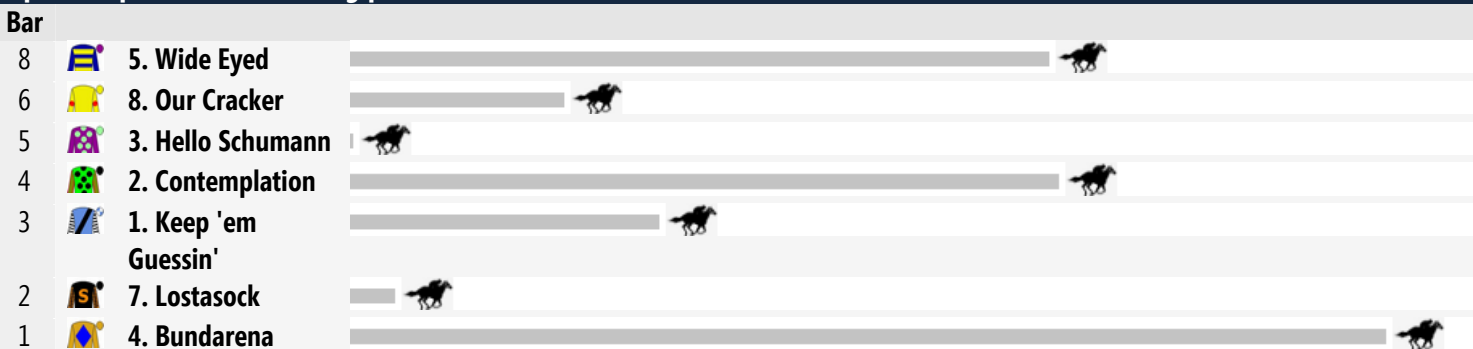 Bar
8 5. Wide Eyed
6 8. Our Cracker
5 3. Hello Schumann
4 2. Contemplation
3 1. Keep 'em
Guessin'
2 S 7. Lostasock
1 4. Bundarena